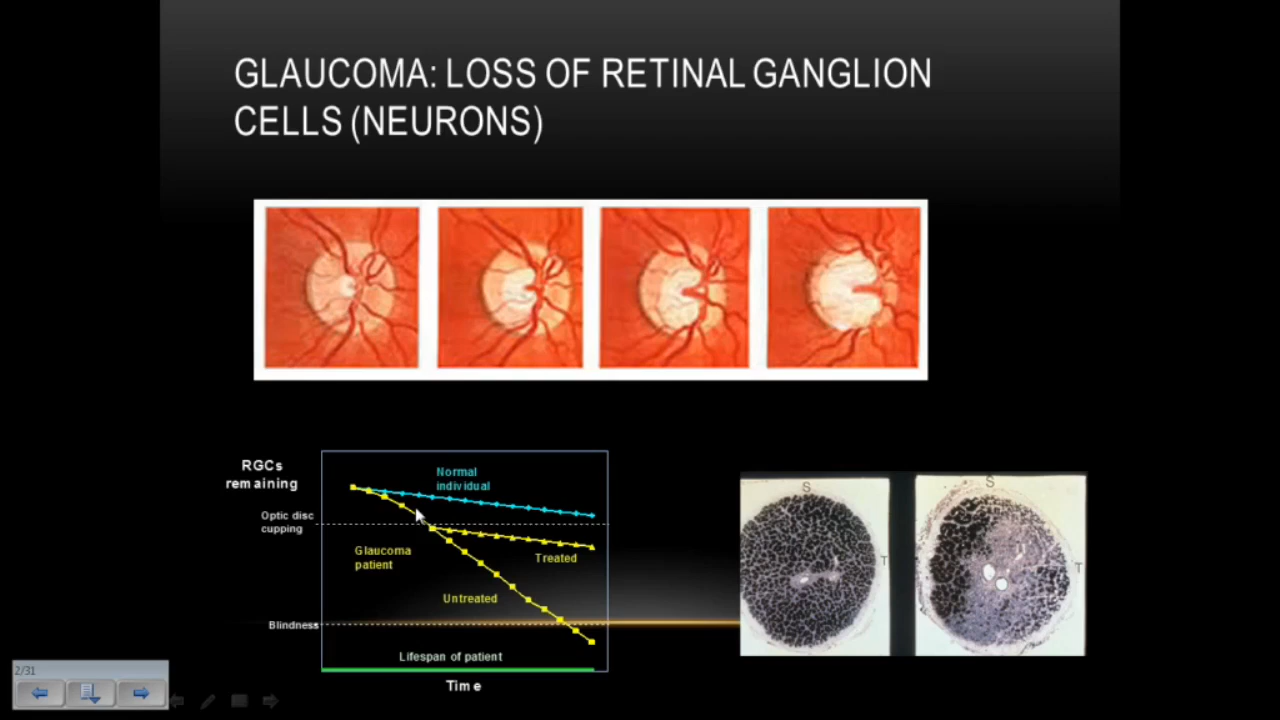 GLAUCOMA: LOSS OF RETINAL GANGLION
CELLS (NEURONS)
RGCs
remaining
Normal
individual
Optic disc
cupping
Glaucoma
patient
Treated
Untreated
Blindness
Lifespan of patient
Time
S
T
S
T
2/31